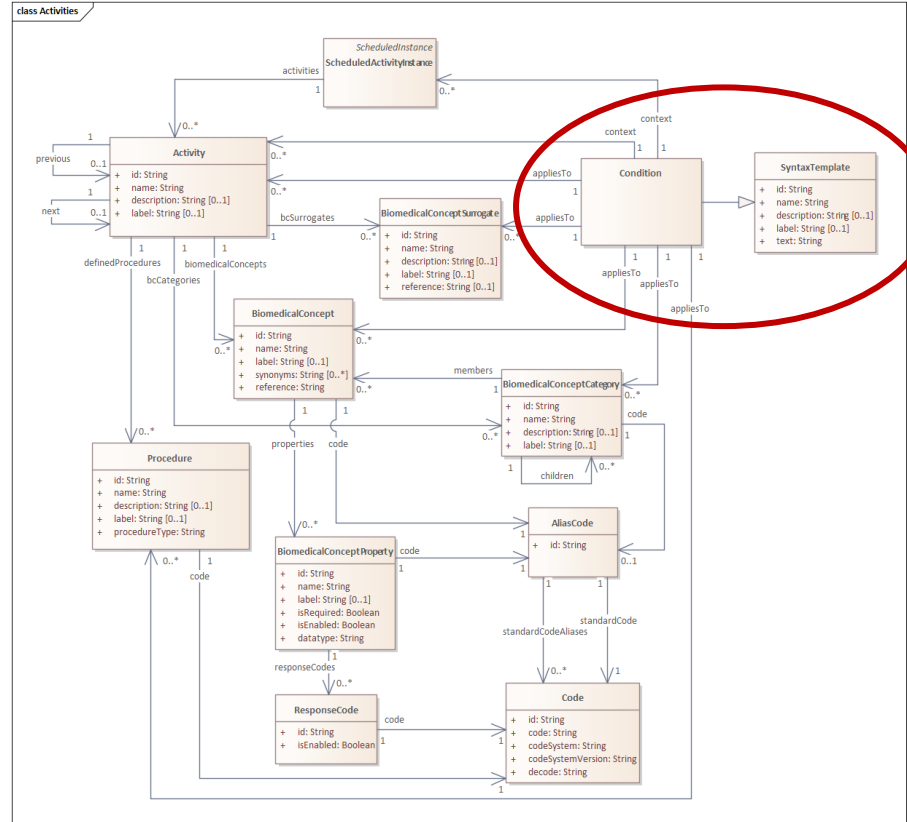 class Activities
ScheduledInstance
ScheduledActivityInstance
activities
1
0..*
0..*
context
1
context
1
Activity
+ id: String
+ name: String
+ description: String [0..1]
+ label: String [0..1]
1
previous
0..1
1
next
0..1
0..*
0..*
appliesTo
1
Condition
SyntaxTemplate
+ id: String
+ name: String
+ description: String [0..1]
+ label: String [0..1]
+ text: String
bcSurrogates
1
0..*
BiomedicalConceptSurrogate
+ id: String
+ name: String
+ description: String [0..1]
+ label: String [0..1]
+ reference: String [0..1]
appliesTo
0..*
1
1
1
1
definedProcedures
bcCategories
biomedicalConcepts
1
1
1
appliesTo
appliesTo
appliesTo
BiomedicalConcept
+ id: String
+ name: String
+ label: String [0..1]
+ synonyms: String [0..*]
+ reference: String
0..*
0..*
members
0..*
1
BiomedicalConceptCategory
+ id: String
+ name: String
+ description: String [0..1]
+ label: String [0..1]
0..*
0..*
code
1
1
children
0..*
1
properties
1
code
0..*
Procedure
+ id: String
+ name: String
+ description: String [0..1]
+ label: String [0..1]
+ procedureType: String
0..*
1
code
0..*
BiomedicalConceptProperty
+ id: String
+ name: String
+ label: String [0..1]
+ isRequired: Boolean
+ isEnabled: Boolean
+ datatype: String
code
1
1
1
AliasCode
+ id: String
0..1
1
1
standardCodeAliases
standardCode
0..*
1
1
responseCodes
0..*
ResponseCode
+ id: String
+ isEnabled: Boolean
code
1
1
Code
+ id: String
+ code: String
+ codeSystem: String
+ codeSystemVersion: String
+ decode: String
1